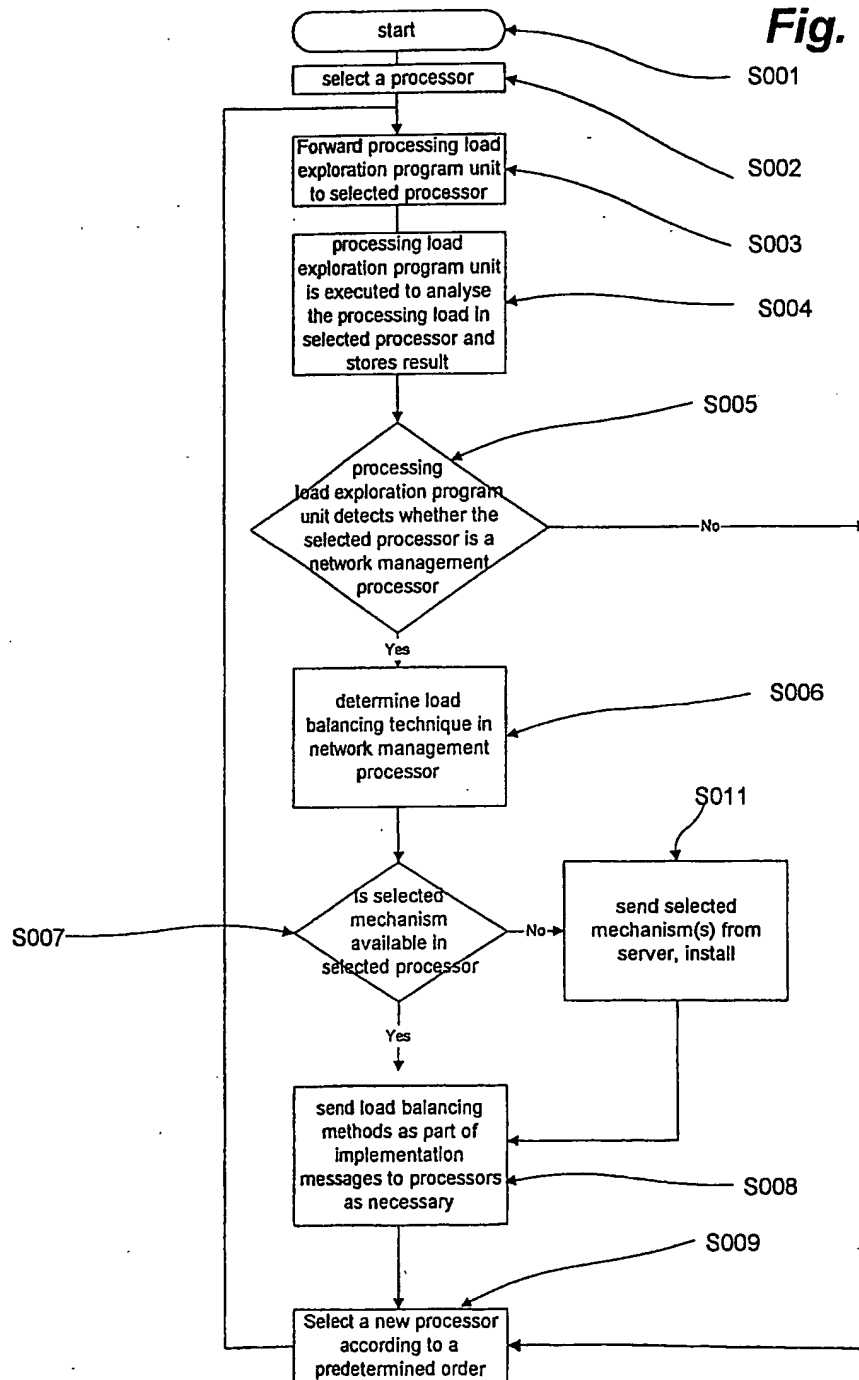 Fig.
start
S001
select a processor
S002
Forward processing load
exploration program unit
to selected processor
S003
processing load
exploration program unit
is executed to analyse
the processing load in
selected processor and
stores result
S004
S005
processing
load exploration program
unit detects whether the
selected processor is a
network management
processor
No
Yes
determine load
balancing technique in
network management
processor
S006
S011
is selected
mechanism
available in
selected processor
S007
No
send selected
mechanism(s) from
server, install
Yes
send load balancing
methods as part of
implementation
messages to processors
as necessary
S008
S009
Select a new processor
according to a
predetermined order